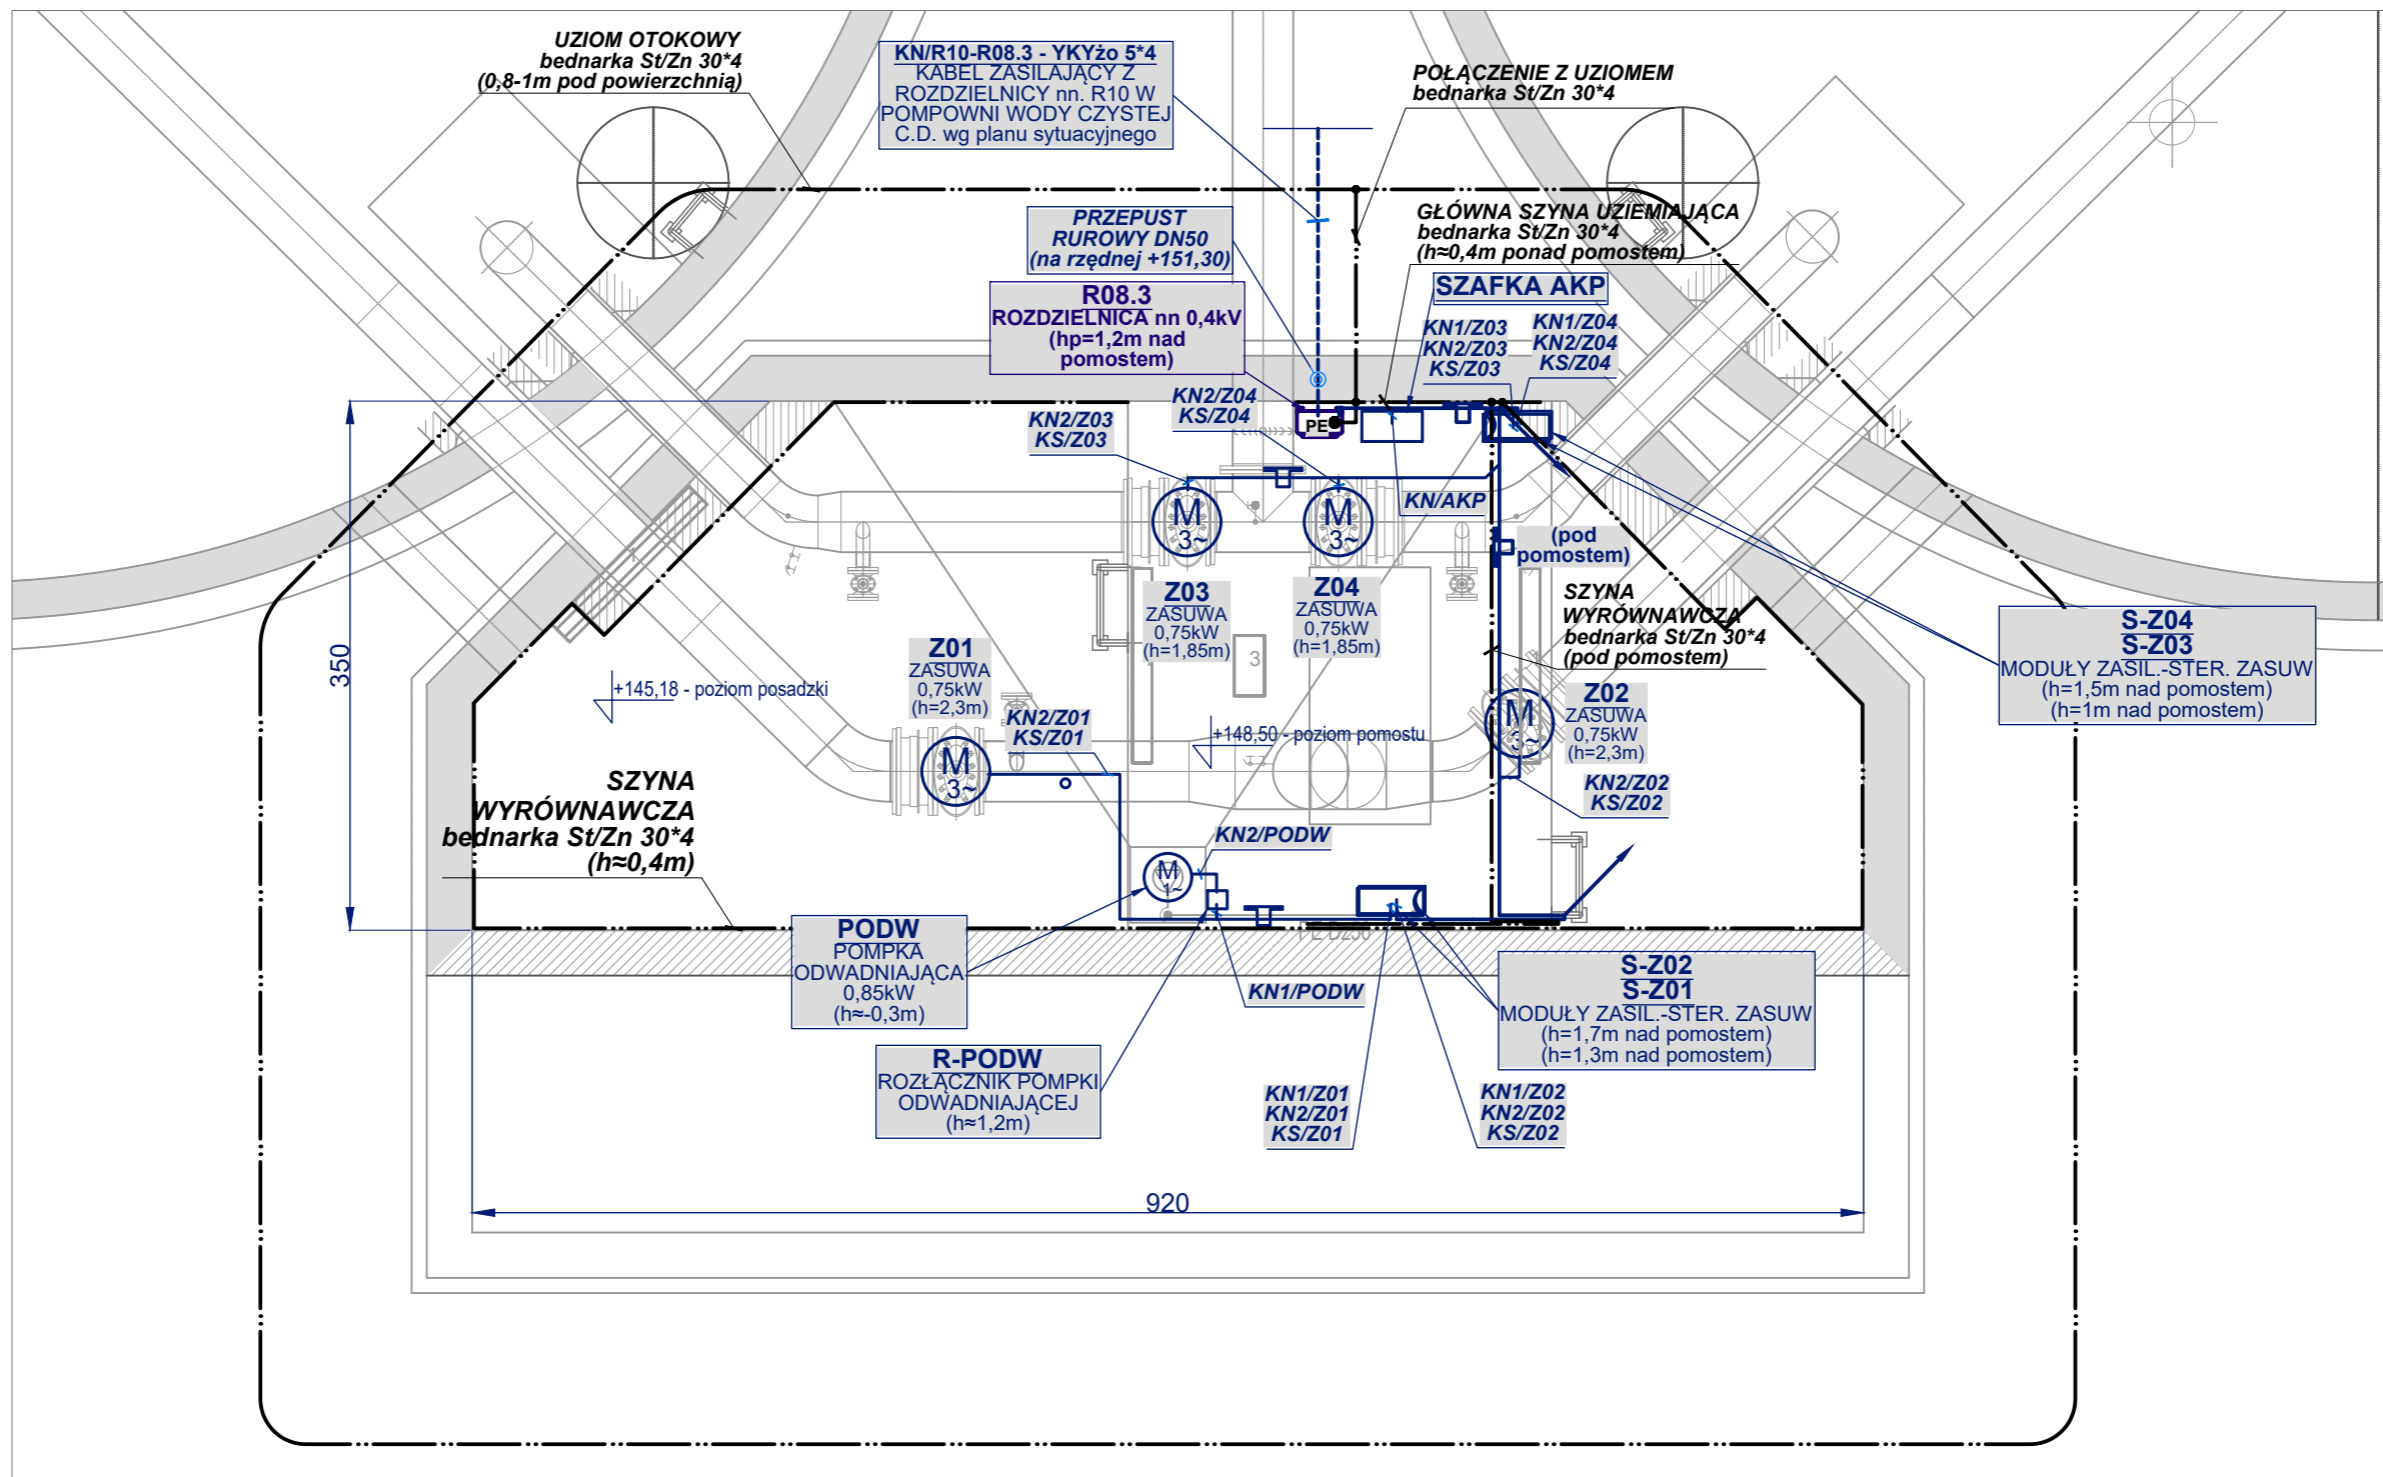 UZIOM OTOKOWY
bednarka St/Zn 30*4
(0,8-1m pod powierzchnią)
KN/R10-R08.3 - YKYżo 5*4
KABEL ZASILAJĄCY Z
ROZDZIELNICY nn. R10 W
POMPOWNI WODY CZYSTEJ
C.D. wg planu sytuacyjnego
POŁĄCZENIE Z UZIOMEM
bednarka St/Zn 30*4
PRZEPUST
RUROWY DN50
(na rzędnej +151,30)
GŁÓWNA SZYNA UZIEMIAJĄCA
bednarka St/Zn 30*4
(h≈0,4m ponad pomostem)
R08.3
ROZDZIELNICA nn 0,4kV
(hp=1,2m nad
pomostem)
SZAFKA AKP
KN1/Z03
KN2/Z03
KS/Z03
KN1/Z04
KN2/Z04
KS/Z04
KN2/Z03
KS/Z03
KN2/Z04
KS/Z04
PE
KN/AKP
M
3~
M
3~
(pod
pomostem)
Z03
ZASUWA
0,75kW
(h=1,85m)
Z04
ZASUWA
0,75kW
(h=1,85m)
SZYNA
WYRÓWNAWCZA
bednarka St/Zn 30*4
(pod pomostem)
S-Z04
S-Z03
MODUŁY ZASIL.-STER. ZASUW
(h=1,5m nad pomostem)
(h=1m nad pomostem)
350
3
Z01
ZASUWA
0,75kW
(h=2,3m)
+145,18 - poziom posadzki
KN2/Z01
KS/Z01
+148,50 - poziom pomostu
Z02
ZASUWA
0,75kW
(h=2,3m)
M
3~
M
3~
KN2/Z02
KS/Z02
SZYNA
WYRÓWNAWCZA
bednarka St/Zn 30*4
(h≈0,4m)
KN2/PODW
M
1~
PODW
POMPKA
ODWADNIAJĄCA
0,85kW
(h≈-0,3m)
KN1/PODW
S-Z02
S-Z01
MODUŁY ZASIL.-STER. ZASUW
(h=1,7m nad pomostem)
(h=1,3m nad pomostem)
R-PODW
ROZŁĄCZNIK POMPKI
ODWADNIAJĄCEJ
(h≈1,2m)
KN1/Z01
KN2/Z01
KS/Z01
KN1/Z02
KN2/Z02
KS/Z02
920